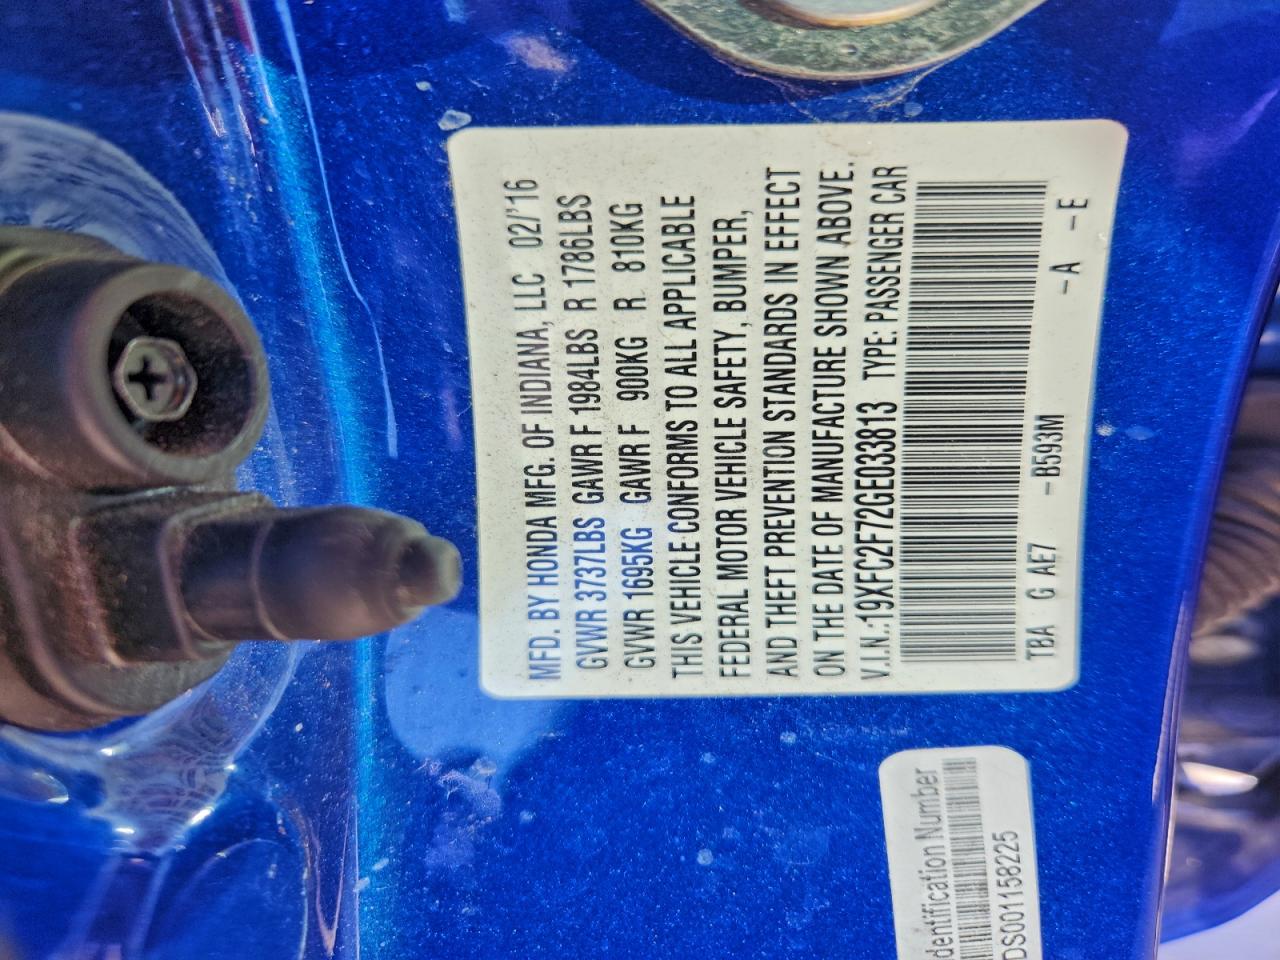 MFD. BY HONDA MFG. OF INDIANA, LLC 02/'16
GVWR 3737LBS GAWR F 1984LBS R 1786LBS
GVWR 1695KG GAWR F 900KG R 810KG
THIS VEHICLE CONFORMS TO ALL APPLICABLE
FEDERAL MOTOR VEHICLE SAFETY, BUMPER,
AND THEFT PREVENTION STANDARDS IN EFFECT
ON THE DATE OF MANUFACTURE SHOWN ABOVE.
V.I.N.:19XFC2F72GE033813 TYPE: PASSENGER CAR
TBA G AE7 -B593M -A -E
dentification Number
DS001158225